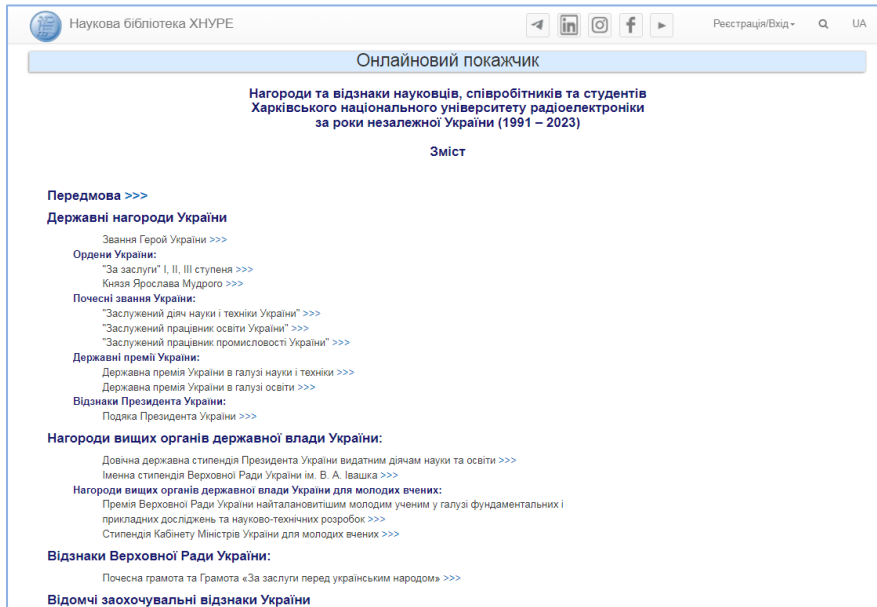 Наукова бібліотека ХНУРЕ
Реєстрація/Вхід
UA
Онлайновий покажчик
Нагороди та відзнаки науковців, співробітників та студентів
Харківського національного університету радіоелектроніки
за роки незалежної України (1991 – 2023)
Зміст
Передмова >>>
Державні нагороди України
Звання Герой України >>>
Ордени України:
"За заслуги" І, ІІ, ІІІ ступеня >>>
Князя Ярослава Мудрого >>>
Почесні звання України:
"Заслужений діяч науки і техніки України" >>>
"Заслужений працівник освіти України" >>>
"Заслужений працівник промисловості України" >>>
Державні премії України:
Державна премія України в галузі науки і техніки >>>
Державна премія України в галузі освіти >>>
Відзнаки Президента України:
Подяка Президента України >>>
Нагороди вищих органів державної влади України:
Довічна державна стипендія Президента України видатним діячам науки та освіти >>>
Іменна стипендія Верховної Ради України ім. В. А. Івашка >>>
Нагороди вищих органів державної влади України для молодих вчених:
Премія Верховної Ради України найталановитішим молодим ученим у галузі фундаментальних і
прикладних досліджень та науково-технічних розробок >>>
Стипендія Кабінету Міністрів України для молодих вчених >>>
Відзнаки Верховної Ради України:
Почесна грамота та Грамота «За заслуги перед українським народом» >>>
Відомчі заохочувальні відзнаки України